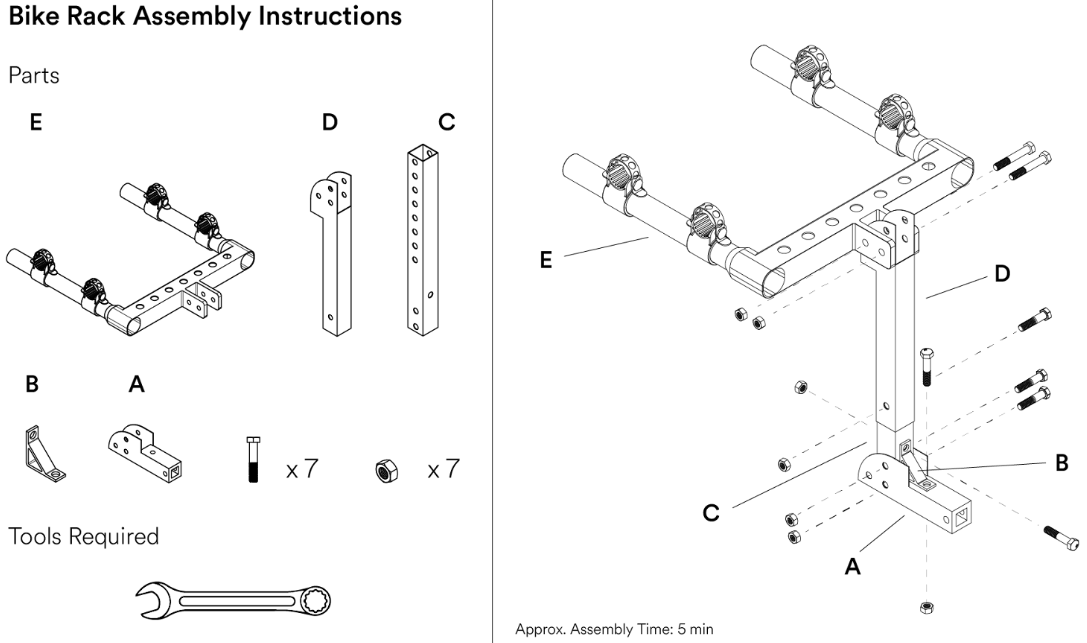 Bike Rack Assembly Instructions
Parts
E
D
C
B
A
x 7
x 7
Tools Required
E
D
B
C
A
Approx. Assembly Time: 5 min